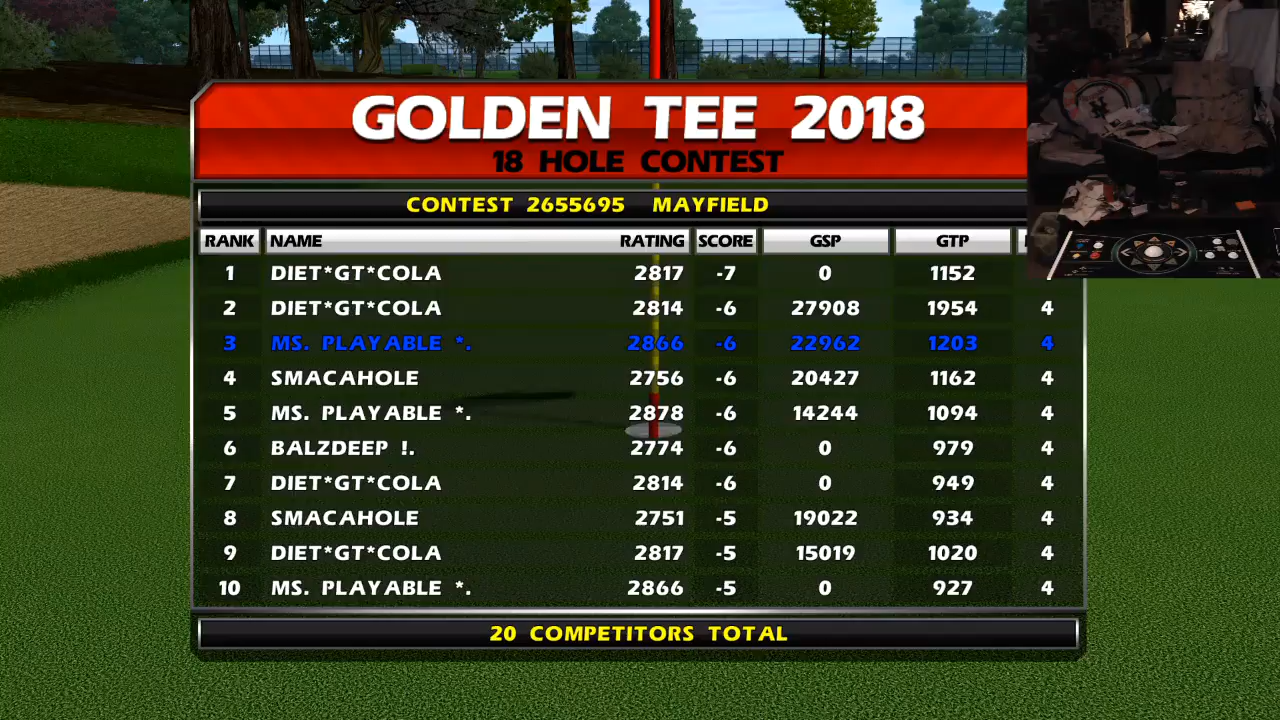 GOLDEN TEE 2018
18 HOLE CONTEST
CONTEST 2655695 MAYFIELD
RANK NAME RATING SCORE GSP GTP
1 DIET*GT*COLA 2817 -7 0 1152
2 DIET*GT*COLA 2814 -6 27908 1954 4
3 MS. PLAYABLE *. 2866 -6 22962 1203 4
4 SMACAHOLE 2756 -6 20427 1162 4
5 MS. PLAYABLE *. 2878 -6 14244 1094 4
6 BALZDEEP !. 2774 -6 0 979 4
7 DIET*GT*COLA 2814 -6 0 949 4
8 SMACAHOLE 2751 -5 19022 934 4
9 DIET*GT*COLA 2817 -5 15019 1020 4
10 MS. PLAYABLE *. 2866 -5 0 927 4
20 COMPETITORS TOTAL